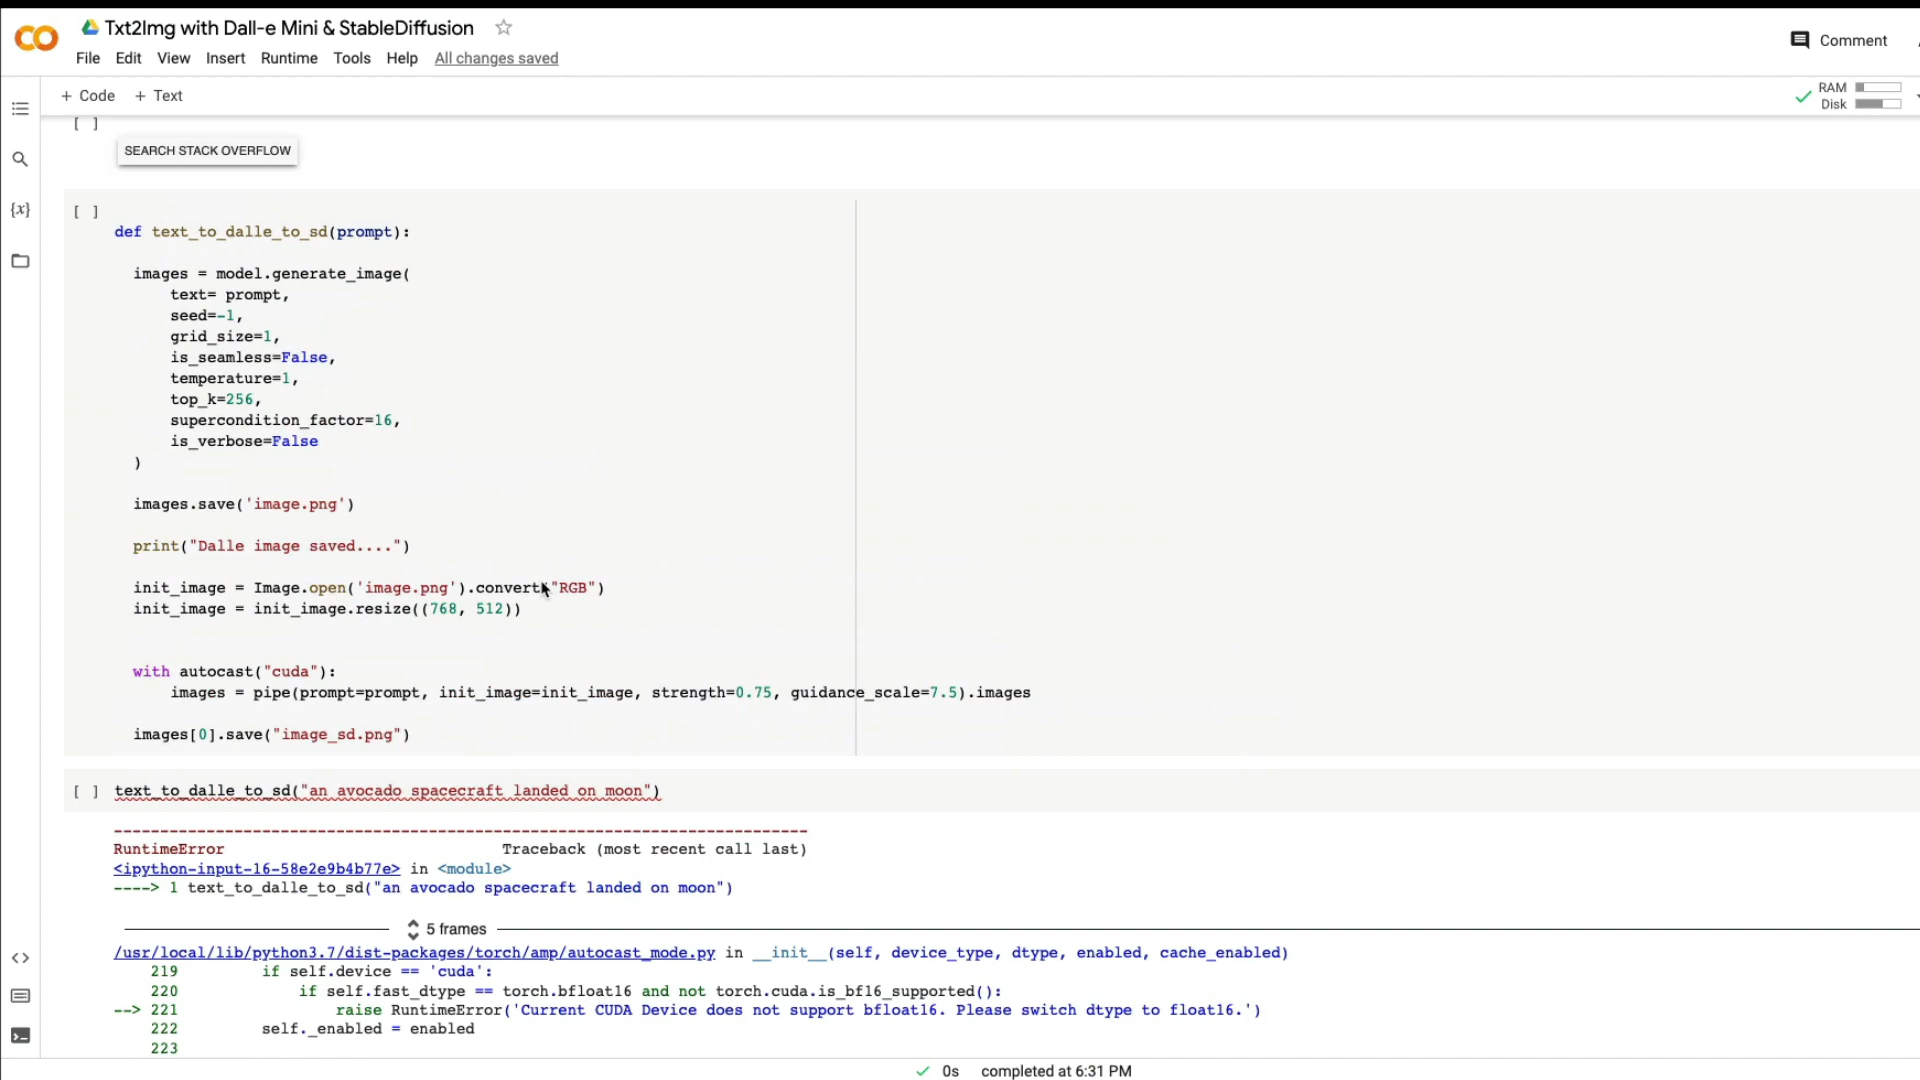 Txt2Img with Dall-e Mini & StableDiffusion
File Edit View Insert Runtime Tools Help All changes saved
Comment
+ Code + Text
RAM
Disk
[ ]
SEARCH STACK OVERFLOW
{x}
[ ]
def text_to_dalle_to_sd(prompt):
images = model.generate_image(
text= prompt,
seed=-1,
grid_size=1,
is_seamless=False,
temperature=1,
top_k=256,
supercondition_factor=16,
is_verbose=False
)
images.save('image.png')
print("Dalle image saved....")
init_image = Image.open('image.png').convert("RGB")
init_image = init_image.resize((768, 512))
with autocast("cuda"):
images = pipe(prompt=prompt, init_image=init_image, strength=0.75, guidance_scale=7.5).images
images[0].save("image_sd.png")
[ ] text_to_dalle_to_sd("an avocado spacecraft landed on moon")
---------------------------------------------------------------------------
RuntimeError Traceback (most recent call last)
<ipython-input-16-58e2e9b4b77e> in <module>
----> 1 text_to_dalle_to_sd("an avocado spacecraft landed on moon")
5 frames
/usr/local/lib/python3.7/dist-packages/torch/amp/autocast_mode.py in __init__(self, device_type, dtype, enabled, cache_enabled)
219 if self.device == 'cuda':
220 if self.fast_dtype == torch.bfloat16 and not torch.cuda.is_bf16_supported():
--> 221 raise RuntimeError('Current CUDA Device does not support bfloat16. Please switch dtype to float16.')
222 self._enabled = enabled
223
0s completed at 6:31 PM